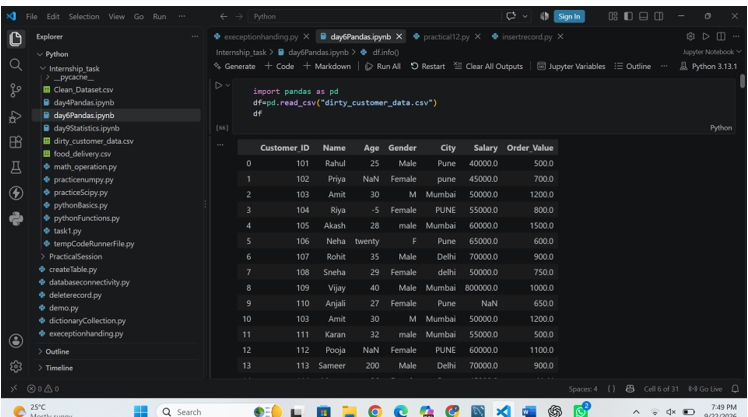 File Edit Selection View Go Run ··· Python Sign In
Explorer ···
Python
Internship_task
__pycache__
Clean_Dataset.csv
day4Pandas.ipynb
day6Pandas.ipynb
day9Statistics.ipynb
dirty_customer_data.csv
food_delivery.csv
math_operation.py
practicenumpy.py
practiceScipy.py
pythonBasics.py
pythonFunctions.py
task1.py
tempCodeRunnerFile.py
PracticalSession
createTable.py
databaseconnectivity.py
deleterecord.py
demo.py
dictionaryCollection.py
execeptionhanding.py
Outline
Timeline
execeptionhanding.py day6Pandas.ipynb practical12.py insertrecord.py
Internship_task > day6Pandas.ipynb > df.info()
Jupyter Notebook
Generate + Code + Markdown Run All Restart Clear All Outputs Jupyter Variables Outline ··· Python 3.13.1
import pandas as pd
df=pd.read_csv("dirty_customer_data.csv")
df
Python
Customer_ID Name Age Gender City Salary Order_Value
0 101 Rahul 25 Male Pune 40000.0 500.0
1 102 Priya NaN Female pune 45000.0 700.0
2 103 Amit 30 M Mumbai 50000.0 1200.0
3 104 Riya -5 Female PUNE 55000.0 800.0
4 105 Akash 28 male Mumbai 60000.0 1500.0
5 106 Neha twenty F Pune 65000.0 600.0
6 107 Rohit 35 Male Delhi 70000.0 900.0
7 108 Sneha 29 Female delhi 50000.0 750.0
8 109 Vijay 40 Male Mumbai 800000.0 1000.0
9 110 Anjali 27 Female Pune NaN 650.0
10 103 Amit 30 M Mumbai 50000.0 1200.0
11 111 Karan 32 male Mumbai 55000.0 500.0
12 112 Pooja NaN Female PUNE 60000.0 1100.0
13 113 Sameer 200 Male Delhi 70000.0 900.0
0 0 Spaces: 4 Cell 6 of 31 Go Live
25°C
Mostly sunny
Search
7:49 PM